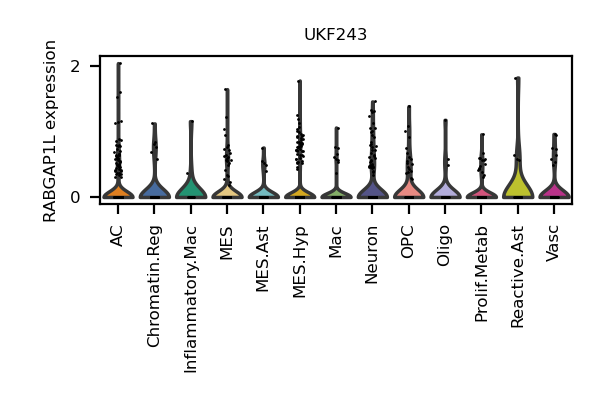 UKF243
RABGAP1L expression
2
0
AC
Chromatin.Reg
Inflammatory.Mac
MES
MES.Ast
MES.Hyp
Mac
Neuron
OPC
Oligo
Prolif.Metab
Reactive.Ast
Vasc